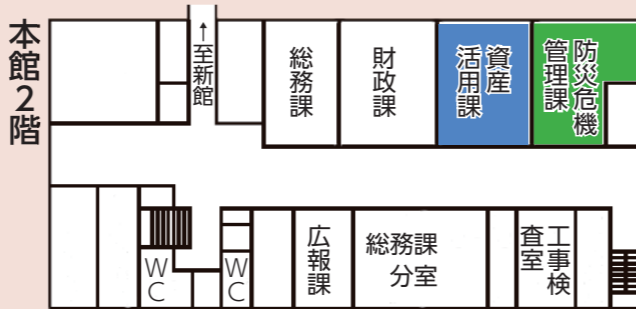 本館2階
↑至新館
総務課
財政課
資産
活用課
防災危機
管理課
WC
WC
広報課
総務課
分室
工事検
査室